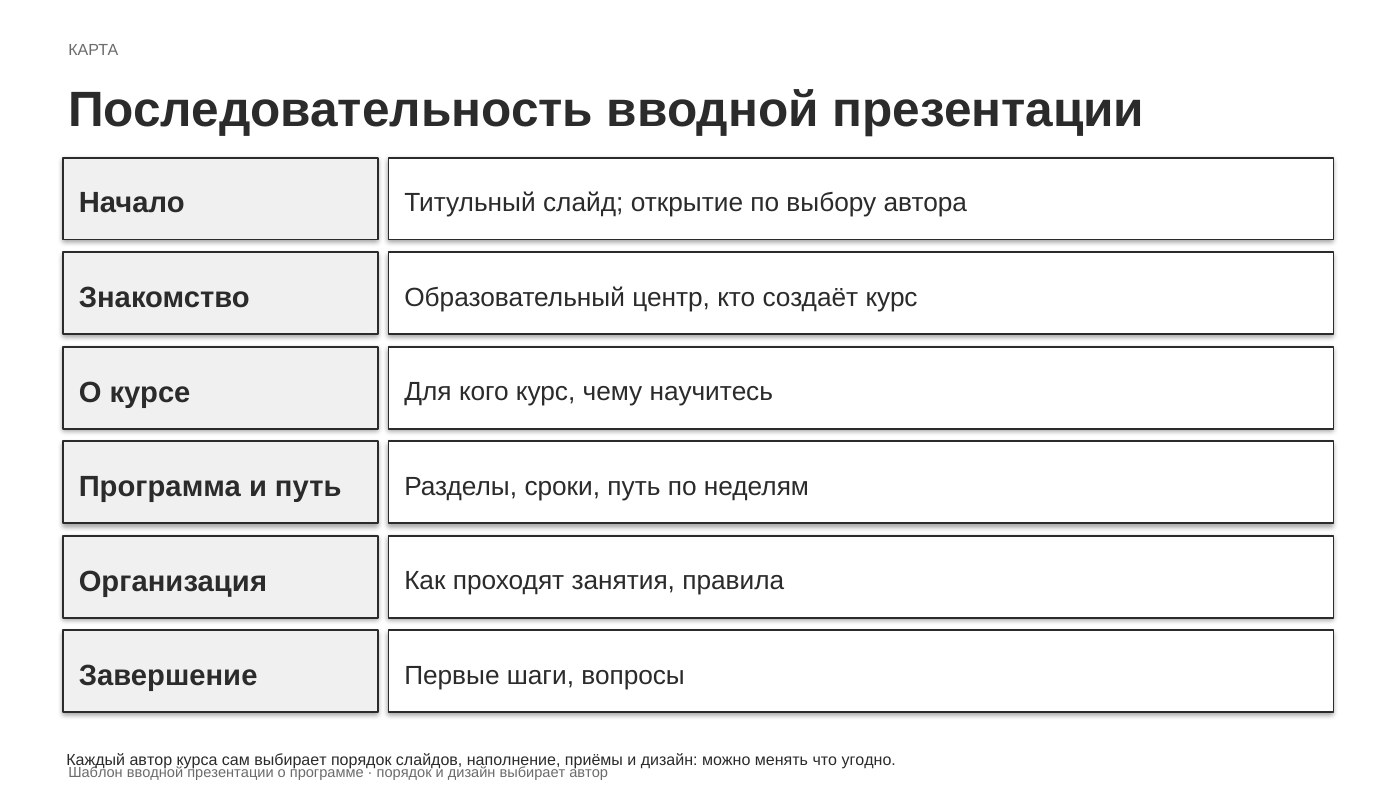 КАРТА
Последовательность вводной презентации
Начало
Титульный слайд; открытие по выбору автора
Знакомство
Образовательный центр, кто создаёт курс
О курсе
Для кого курс, чему научитесь
Программа и путь
Разделы, сроки, путь по неделям
Организация
Как проходят занятия, правила
Завершение
Первые шаги, вопросы
Каждый автор курса сам выбирает порядок слайдов, наполнение, приёмы и дизайн: можно менять что угодно.
Шаблон вводной презентации о программе · порядок и дизайн выбирает автор